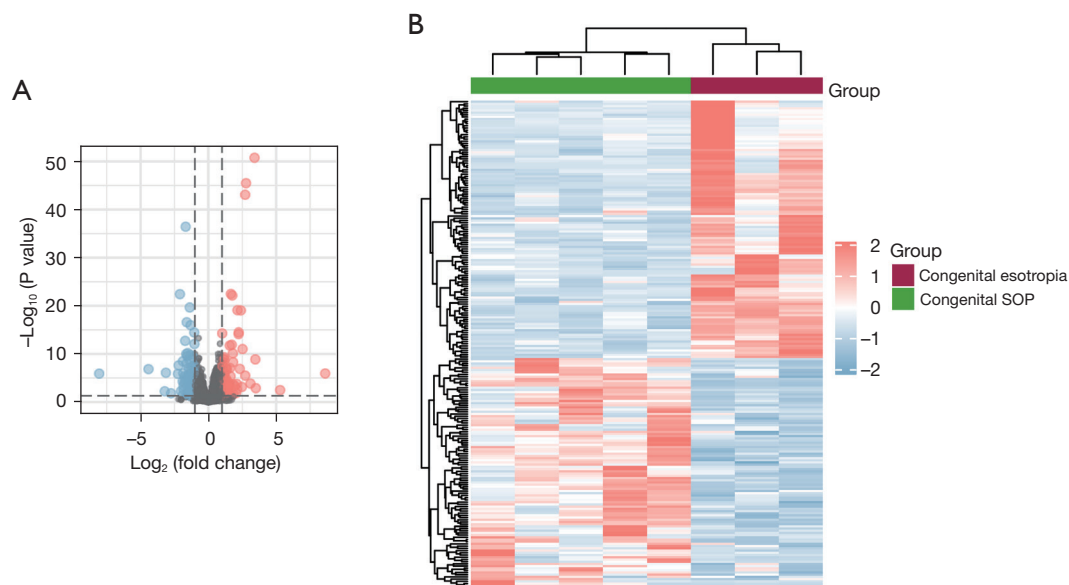 A
50
40
30
20
10
0
–Log₁₀ (P value)
–5
0
5
Log₂ (fold change)
B
Group
2
1
0
–1
–2
Group
Congenital esotropia
Congenital SOP